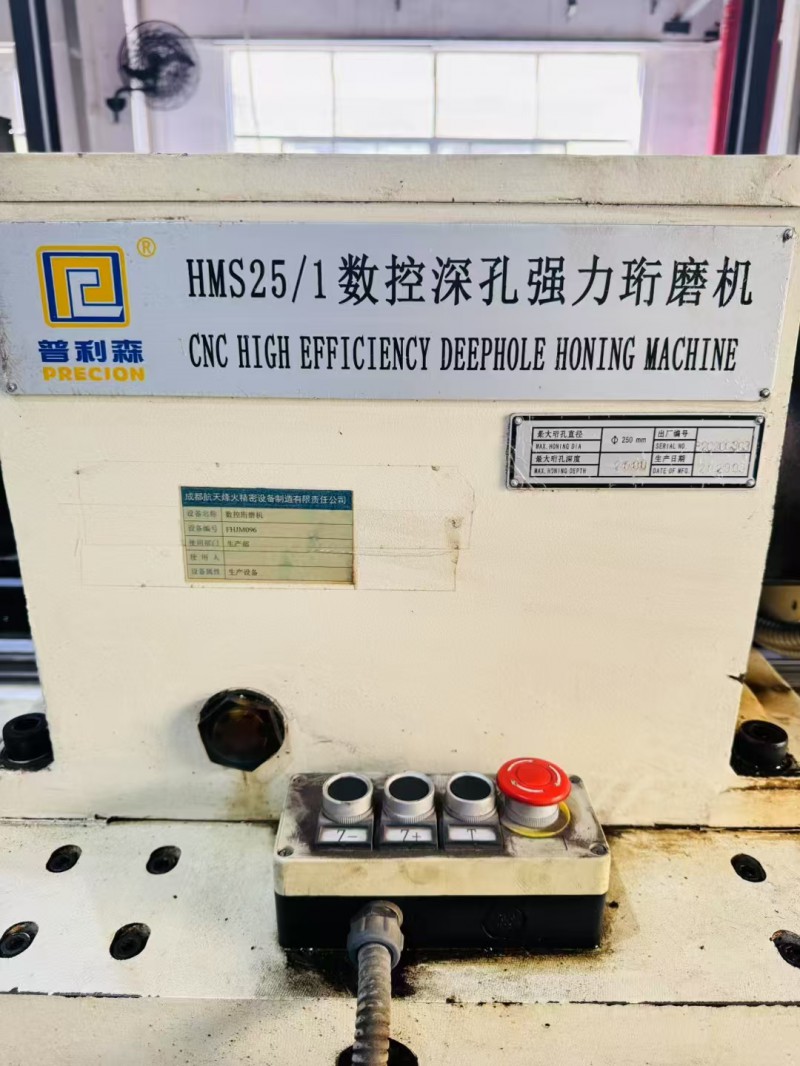 ®
HMS25/1数控深孔强力珩磨机
普利森
PRECION
CNC HIGH EFFICIENCY DEEPHOLE HONING MACHINE
最大珩孔直径 Φ 250 mm 出厂编号
MAX. HONING DIA SERIAL NO.
最大珩孔深度 生产日期
MAX. HONING DEPTH DATE OF MFG.
成都航天烽火精密设备制造有限责任公司
设备名称 数控珩磨机
设备编号 FHJM096
使用部门 生产部
使用人
设备属性 生产设备
7- 7+ T